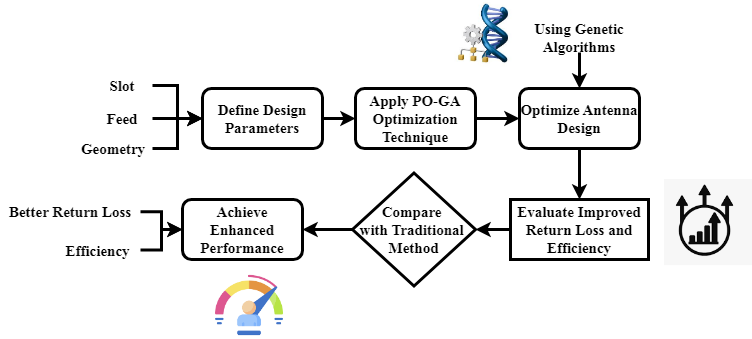 Using Genetic
Algorithms
Slot
Feed
Geometry
Define Design
Parameters
Apply PO-GA
Optimization
Technique
Optimize Antenna
Design
Better Return Loss
Efficiency
Achieve
Enhanced
Performance
Compare
with Traditional
Method
Evaluate Improved
Return Loss and
Efficiency